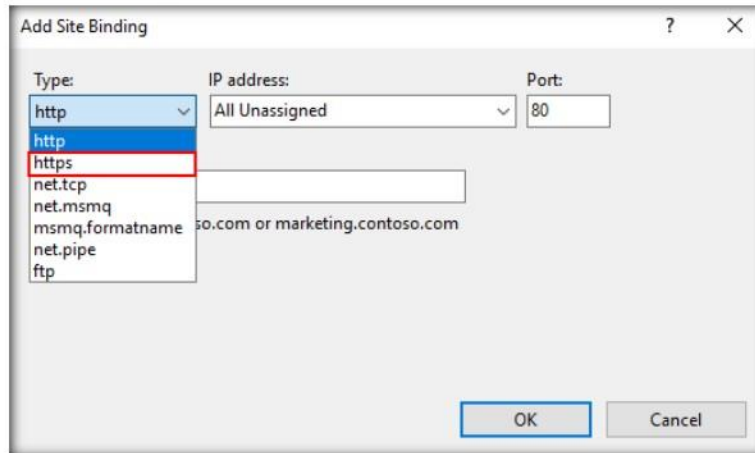 Add Site Binding ?
Type: IP address: Port:
http All Unassigned 80
http
https
net.tcp
net.msmq
msmq.formatname so.com or marketing.contoso.com
net.pipe
ftp
OK Cancel